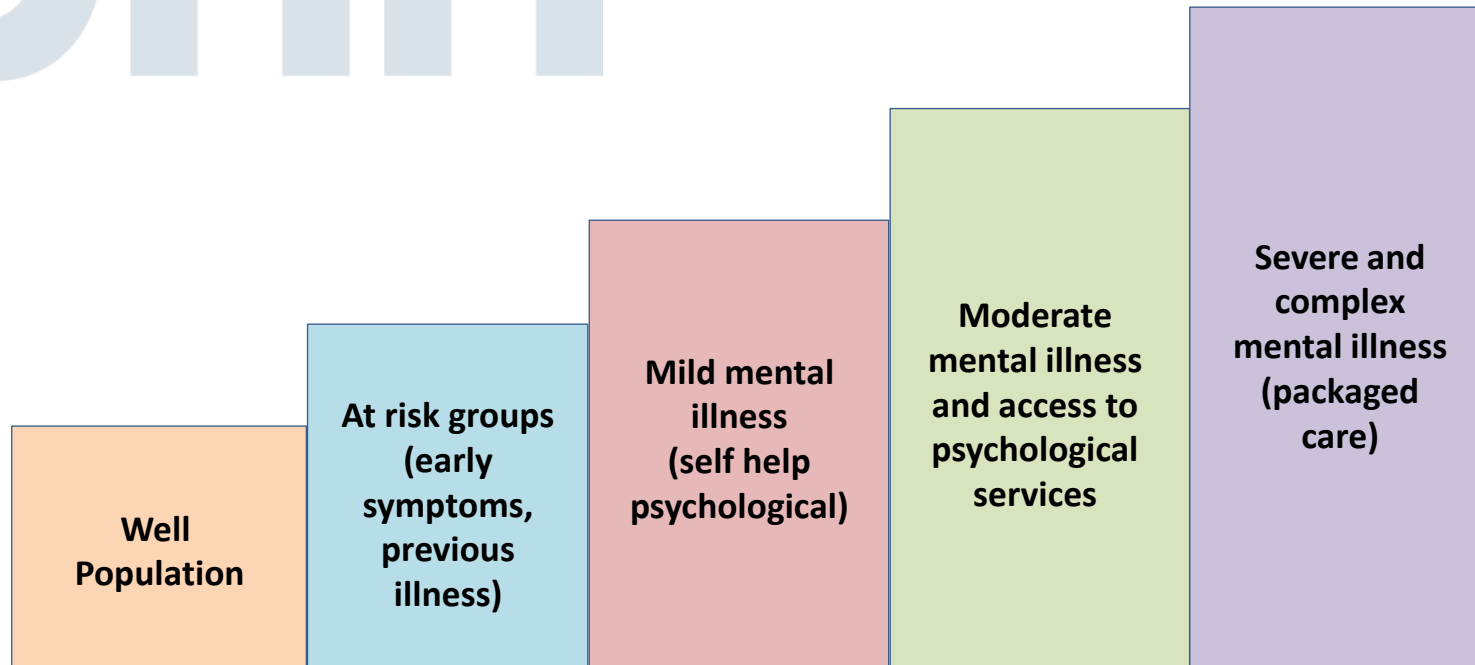 Well
Population
At risk groups
(early
symptoms,
previous
illness)
Mild mental
illness
(self help
psychological)
Moderate
mental illness
and access to
psychological
services
Severe and
complex
mental illness
(packaged
care)